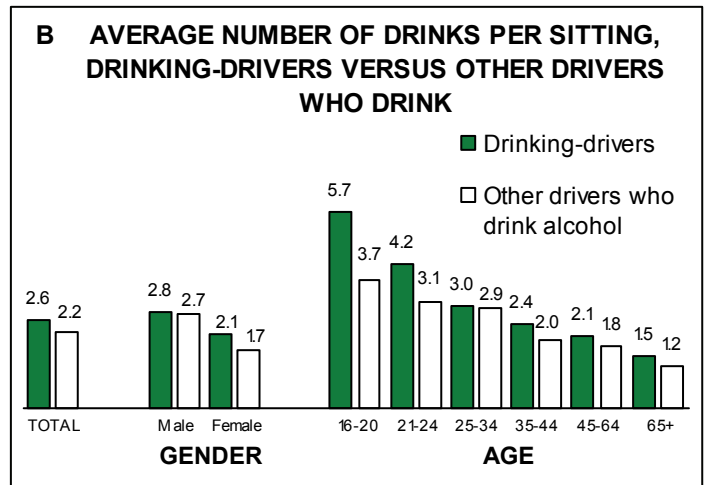 B AVERAGE NUMBER OF DRINKS PER SITTING,
DRINKING-DRIVERS VERSUS OTHER DRIVERS
WHO DRINK
Drinking-drivers
Other drivers who
drink alcohol
2.6 2.2 2.8 2.7 2.1 1.7 5.7 3.7 4.2 3.1 3.0 2.9 2.4 2.0 2.1 1.8 1.5 1.2
TOTAL Male Female 16-20 21-24 25-34 35-44 45-64 65+
GENDER AGE